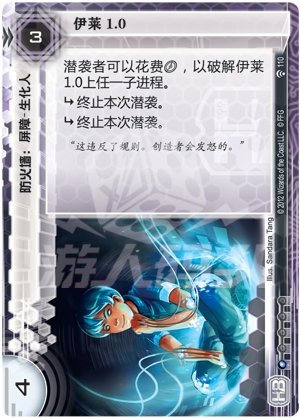 3
伊莱 1.0
潜袭者可以花费，以破解伊莱
1.0上任一子进程。
↳ 终止本次潜袭。
↳ 终止本次潜袭。
“这违反了规则。创造者会发怒的。”
防火墙：屏障-生化人
110
© 2012 Wizards of the Coast LLC. © FFG
Illus. Sandara Tang
4
HB